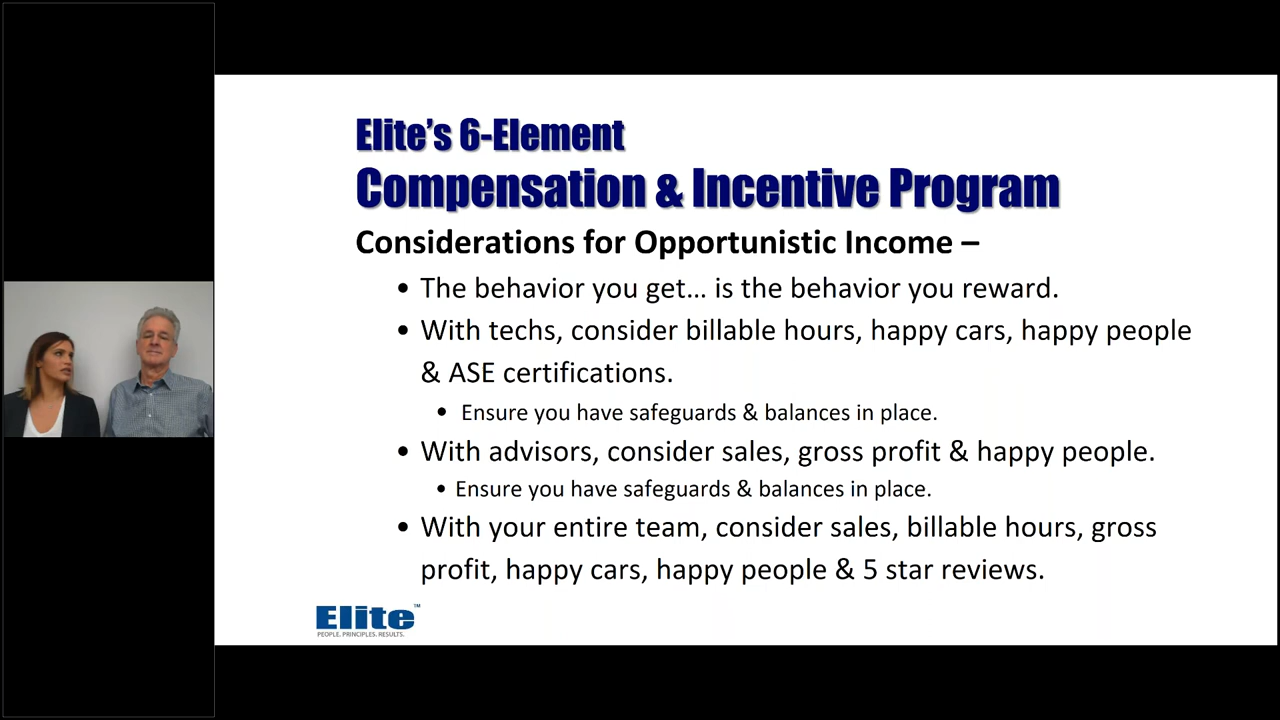 Elite's 6-Element
Compensation & Incentive Program
Considerations for Opportunistic Income –
• The behavior you get… is the behavior you reward.
• With techs, consider billable hours, happy cars, happy people
& ASE certifications.
• Ensure you have safeguards & balances in place.
• With advisors, consider sales, gross profit & happy people.
• Ensure you have safeguards & balances in place.
• With your entire team, consider sales, billable hours, gross
profit, happy cars, happy people & 5 star reviews.
Elite™
PEOPLE. PRINCIPLES. RESULTS.